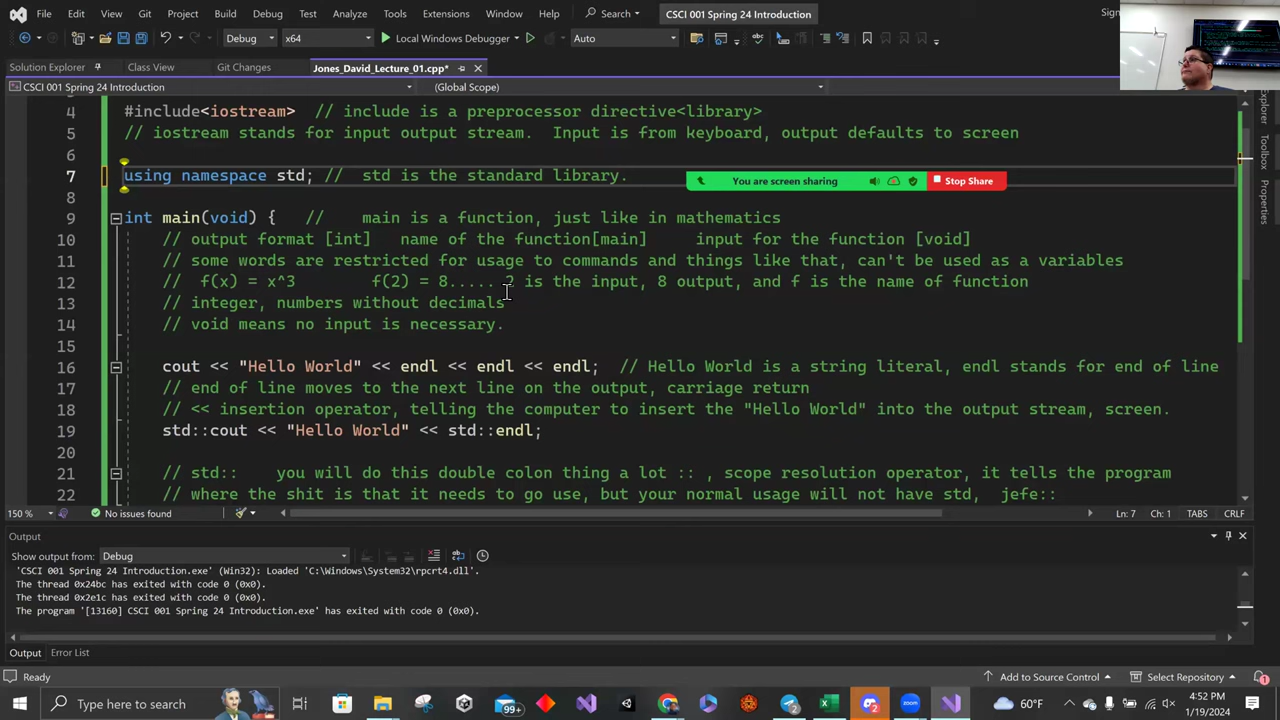 File Edit View Git Project Build Debug Test Analyze Tools Extensions Window Help Search CSCI 001 Spring 24 Introduction
Debug x64 Local Windows Debug Auto
Solution Explorer Class View Git Changes Lecture_01.cpp*
CSCI 001 Spring 24 Introduction (Global Scope)
4 #include<iostream> // include is a preprocessor directive<library>
5 // iostream stands for input output stream. Input is from keyboard, output defaults to screen
6
7 using namespace std; // std is the standard library.
You are screen sharing Stop Share
8
9 int main(void) { // main is a function, just like in mathematics
10 // output format [int] name of the function[main] input for the function [void]
11 // some words are restricted for usage to commands and things like that, can't be used as a variables
12 // f(x) = x^3 f(2) = 8..... 2 is the input, 8 output, and f is the name of function
13 // integer, numbers without decimals
14 // void means no input is necessary.
15
16 cout << "Hello World" << endl << endl << endl; // Hello World is a string literal, endl stands for end of line
17 // end of line moves to the next line on the output, carriage return
18 // << insertion operator, telling the computer to insert the "Hello World" into the output stream, screen.
19 std::cout << "Hello World" << std::endl;
20
21 // std:: you will do this double colon thing a lot :: , scope resolution operator, it tells the program
22 // where the shit is that it needs to go use, but your normal usage will not have std, jefe::
150 % No issues found Ln: 7 Ch: 1 TABS CRLF
Output
Show output from: Debug
'CSCI 001 Spring 24 Introduction.exe' (Win32): Loaded 'C:\Windows\System32\rpcrt4.dll'.
The thread 0x24bc has exited with code 0 (0x0).
The thread 0x2e1c has exited with code 0 (0x0).
The program '[13160] CSCI 001 Spring 24 Introduction.exe' has exited with code 0 (0x0).
Output Error List
Ready Add to Source Control Select Repository 1
Type here to search 99+ 60°F 4:52 PM
1/19/2024
Explorer
Toolbox
Properties